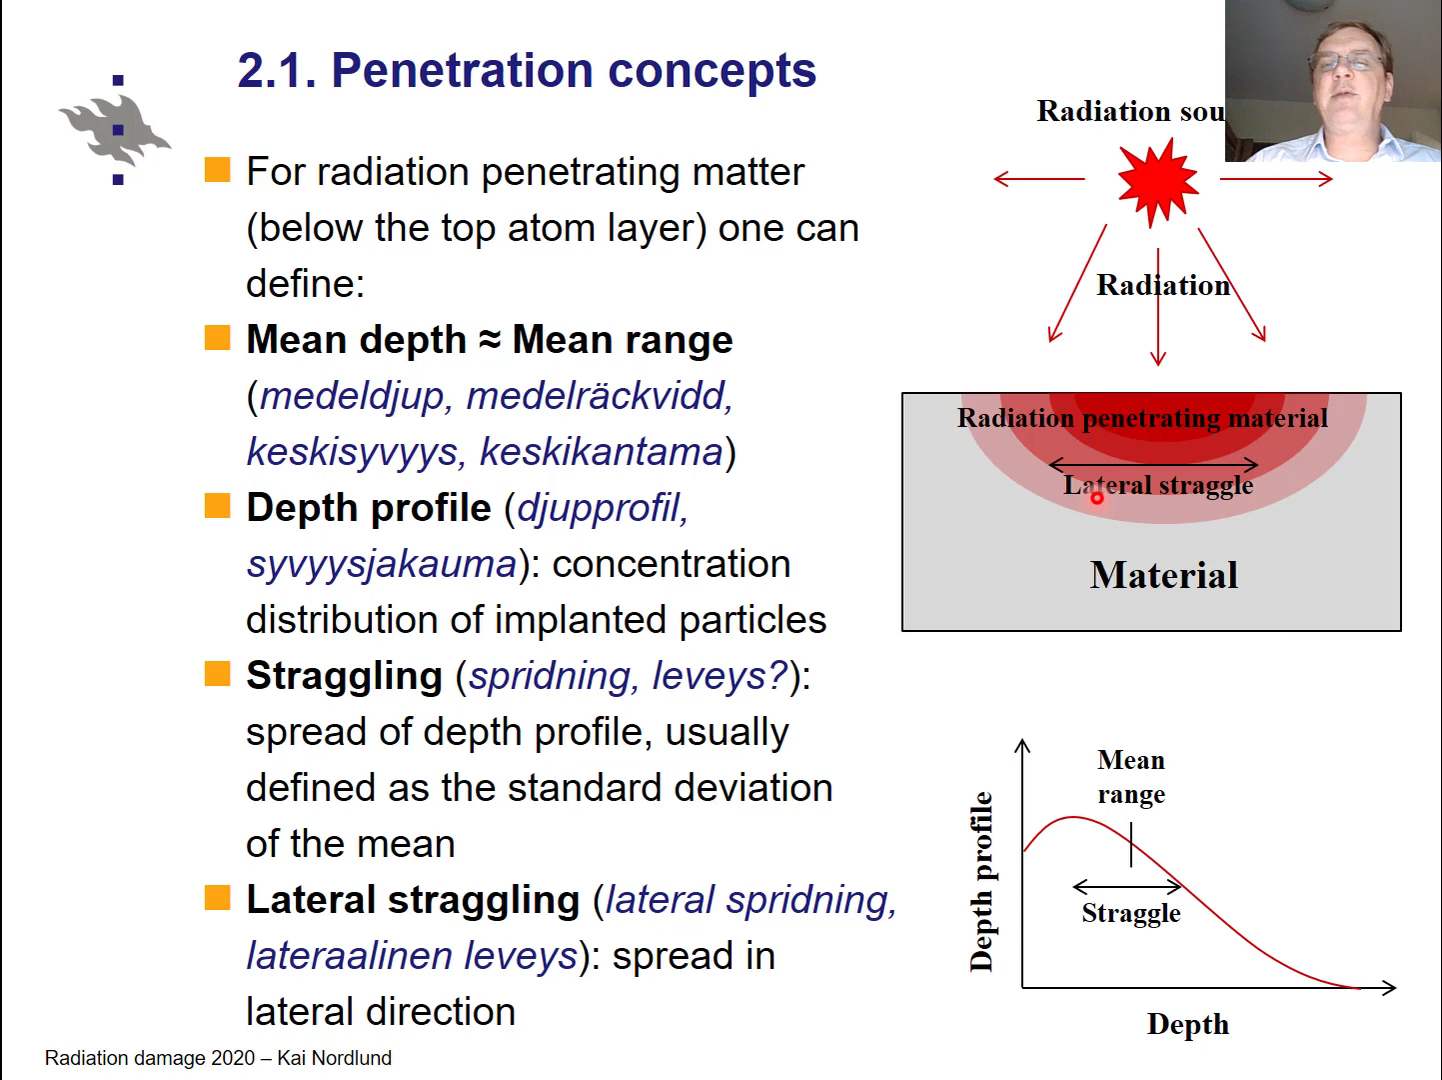 2.1. Penetration concepts
For radiation penetrating matter
(below the top atom layer) one can
define:
Mean depth ≈ Mean range
(medeldjup, medelräckvidd,
keskisyvyys, keskikantama)
Depth profile (djupprofil,
syvyysjakauma): concentration
distribution of implanted particles
Straggling (spridning, leveys?):
spread of depth profile, usually
defined as the standard deviation
of the mean
Lateral straggling (lateral spridning,
lateraalinen leveys): spread in
lateral direction
Radiation sou
Radiation
Radiation penetrating material
Lateral straggle
Material
Mean
range
Straggle
Depth profile
Depth
Radiation damage 2020 – Kai Nordlund